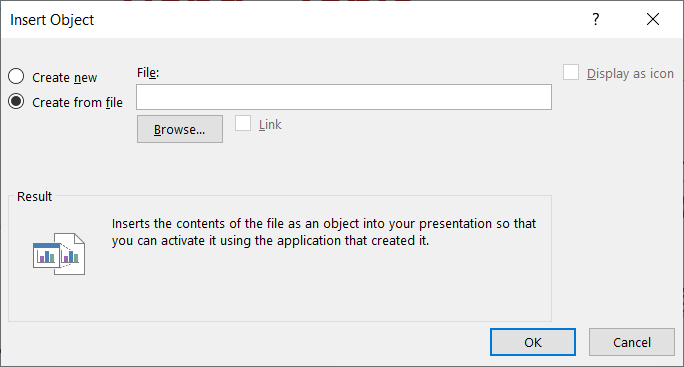 Insert Object
?
Create new
Create from file
File:
Browse...
Link
Display as icon
Result
Inserts the contents of the file as an object into your presentation so that
you can activate it using the application that created it.
OK
Cancel